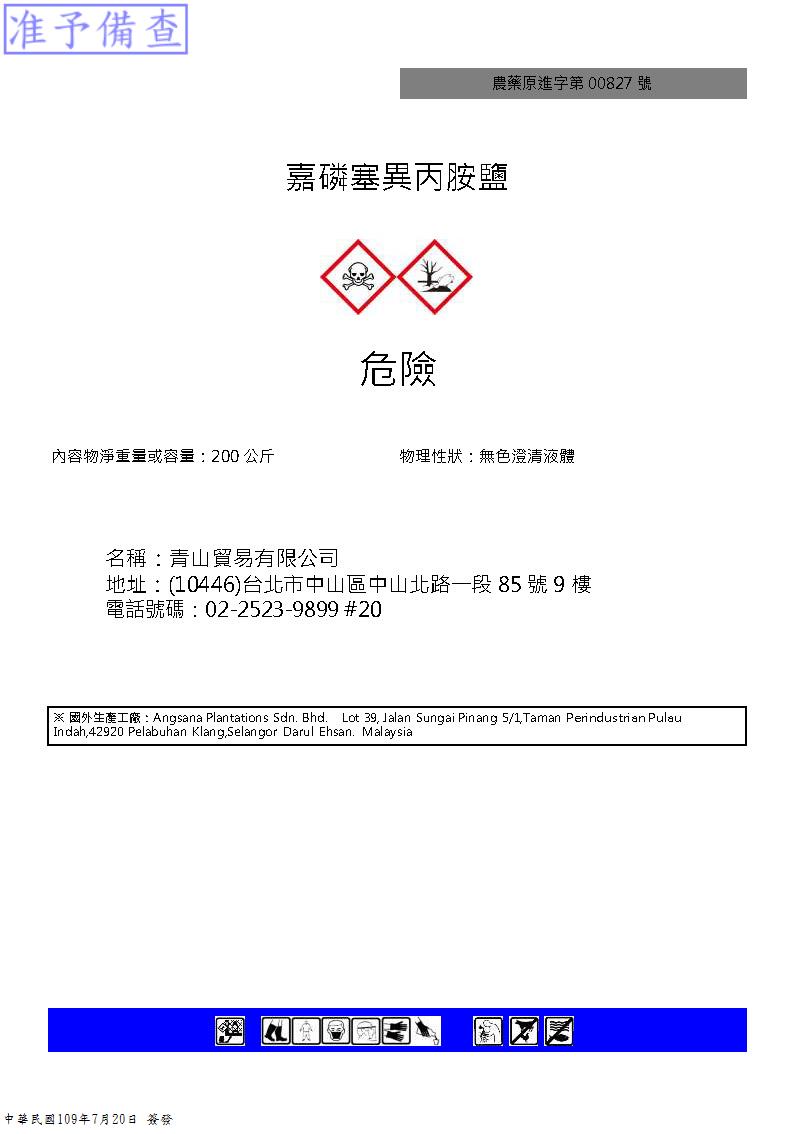 准予備查
農藥原進字第 00827 號
嘉磷塞異丙胺鹽
危險
內容物淨重量或容量：200 公斤 物理性狀：無色澄清液體
名稱：青山貿易有限公司
地址：(10446)台北市中山區中山北路一段 85 號 9 樓
電話號碼：02-2523-9899 #20
※ 國外生產工廠：Angsana Plantations Sdn. Bhd. Lot 39, Jalan Sungai Pinang 5/1,Taman Perindustrian Pulau
Indah,42920 Pelabuhan Klang,Selangor Darul Ehsan. Malaysia
中華民國109年7月20日 簽發